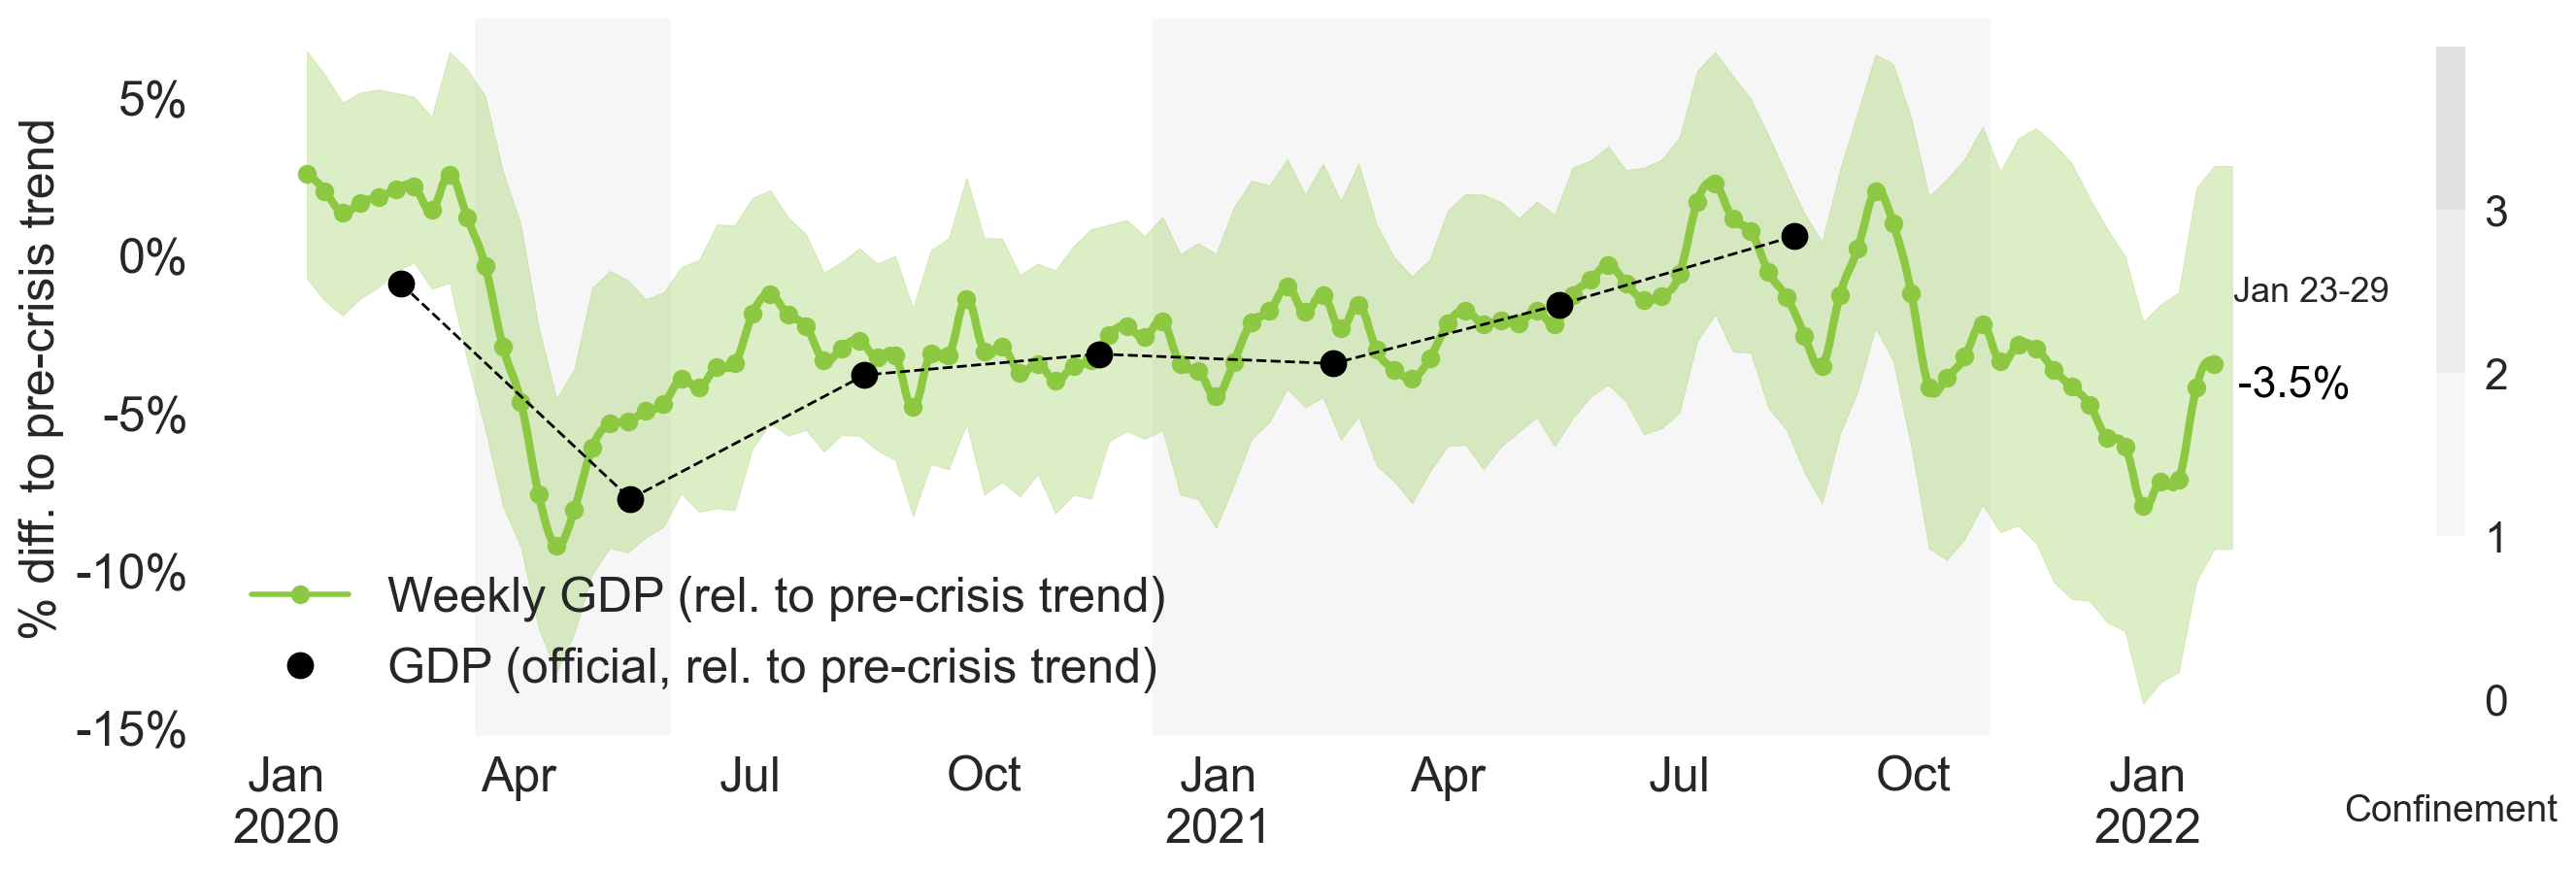 % diff. to pre-crisis trend
5%
0%
-5%
-10%
-15%
Weekly GDP (rel. to pre-crisis trend)
GDP (official, rel. to pre-crisis trend)
Jan 23-29
-3.5%
3
2
1
0
Confinement
Jan Apr Jul Oct Jan Apr Jul Oct Jan
2020 2021 2022